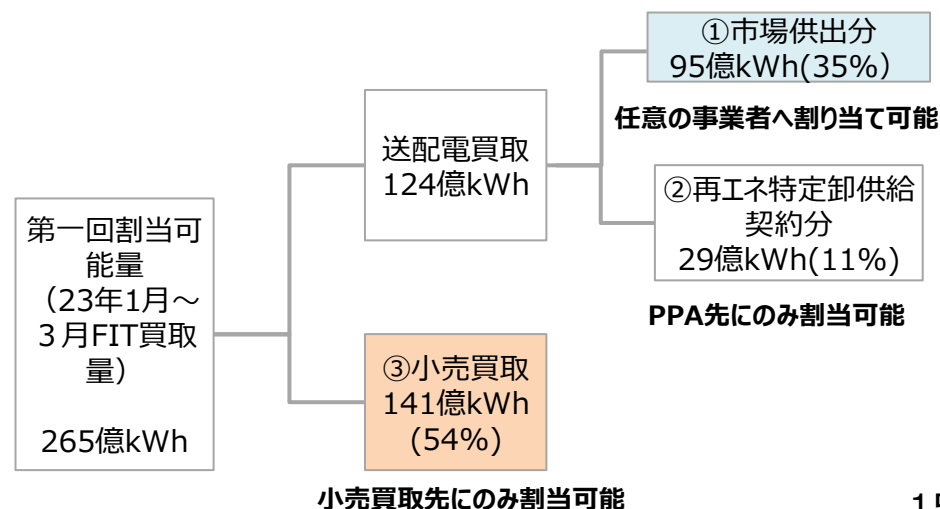 第一回割当可
能量
（23年1月～
３月FIT買取
量）
265億kWh
送配電買取
124億kWh
①市場供出分
95億kWh(35%）
任意の事業者へ割り当て可能
②再エネ特定卸供給
契約分
29億kWh(11%)
PPA先にのみ割当可能
③小売買取
141億kWh
(54%)
小売買取先にのみ割当可能